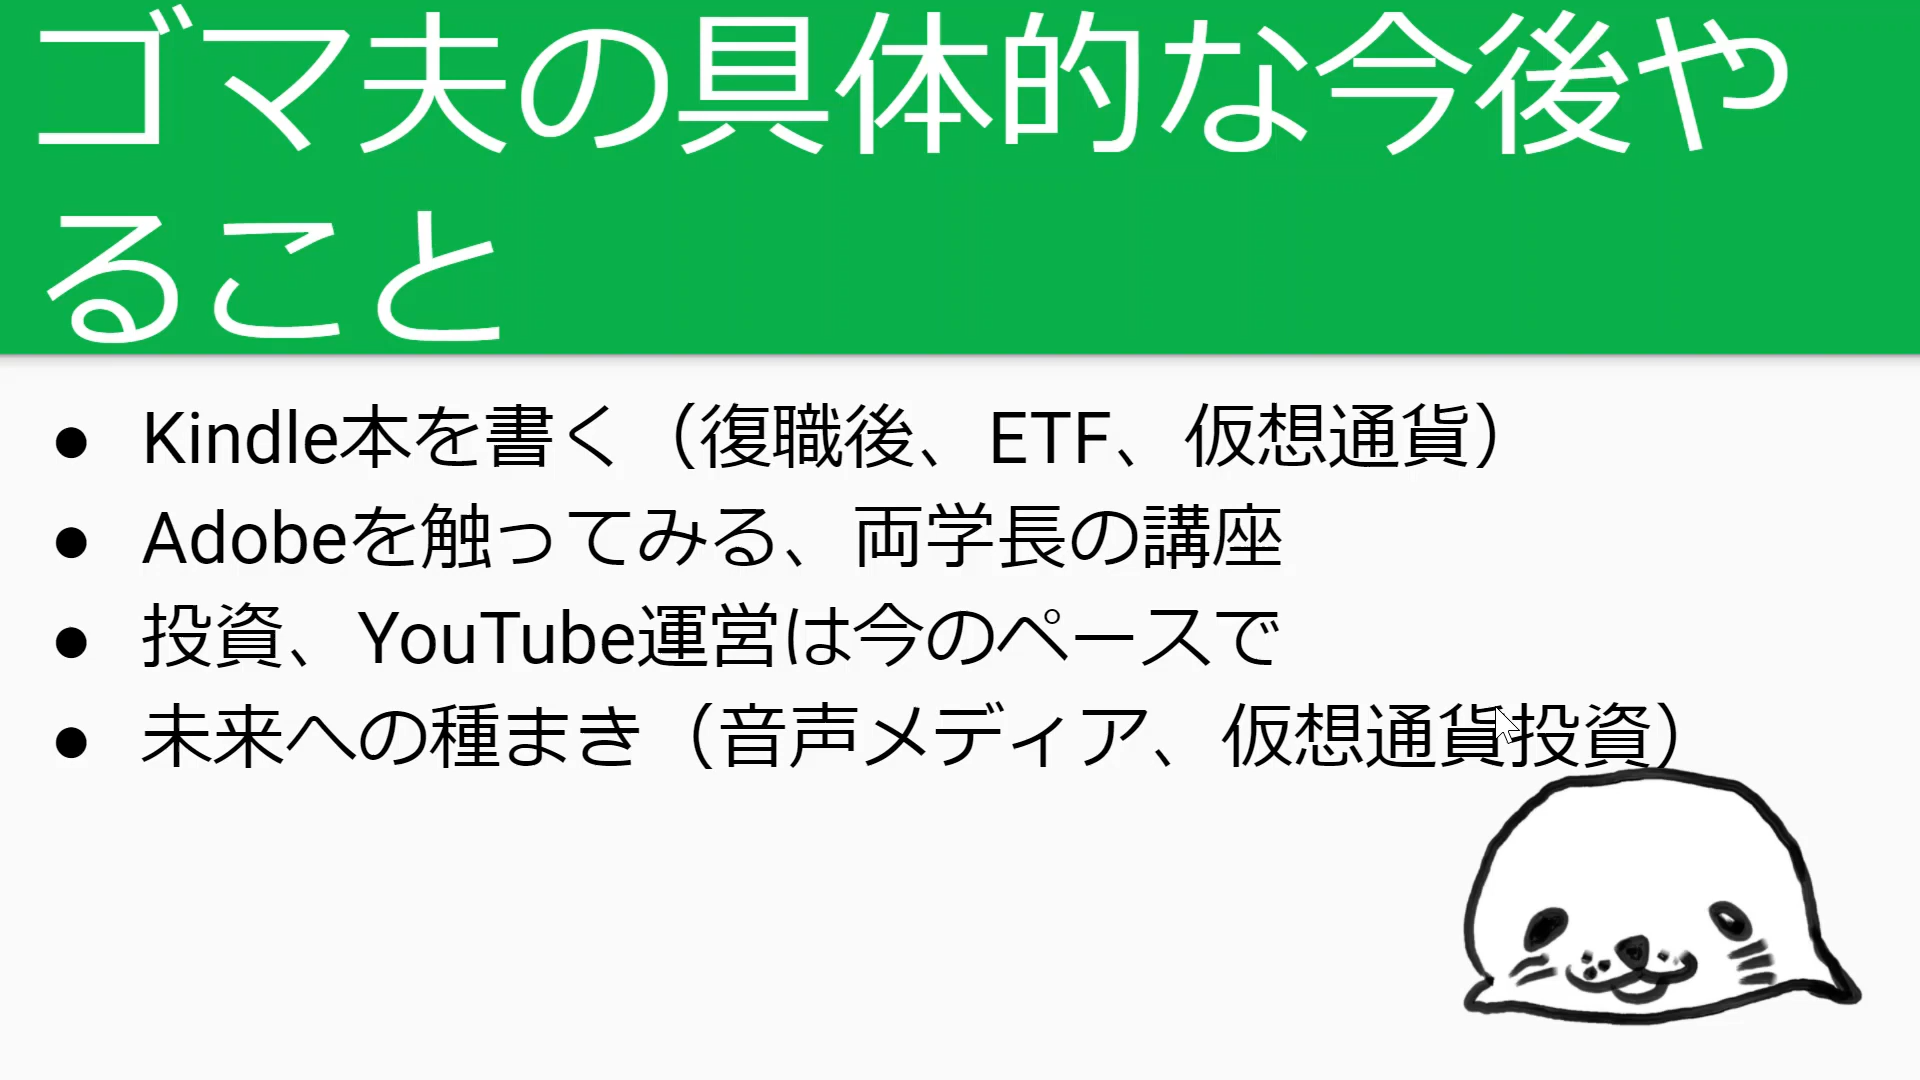 ゴマ夫の具体的な今後や
ること
● Kindle本を書く（復職後、ETF、仮想通貨）
● Adobeを触ってみる、両学長の講座
● 投資、YouTube運営は今のペースで
● 未来への種まき（音声メディア、仮想通貨投資）